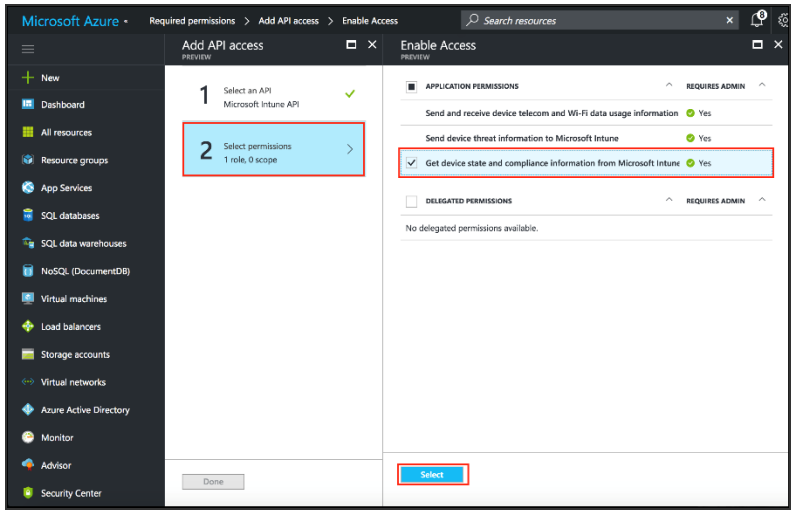 Microsoft Azure
Required permissions > Add API access > Enable Access
Search resources
8
New
Dashboard
All resources
Resource groups
App Services
SQL databases
SQL data warehouses
NoSQL (DocumentDB)
Virtual machines
Load balancers
Storage accounts
Virtual networks
Azure Active Directory
Monitor
Advisor
Security Center
Add API access
PREVIEW
1
Select an API
Microsoft Intune API
2
Select permissions
1 role, 0 scope
Done
Enable Access
PREVIEW
APPLICATION PERMISSIONS REQUIRES ADMIN
Send and receive device telecom and Wi-Fi data usage information Yes
Send device threat information to Microsoft Intune Yes
Get device state and compliance information from Microsoft Intune Yes
DELEGATED PERMISSIONS REQUIRES ADMIN
No delegated permissions available.
Select